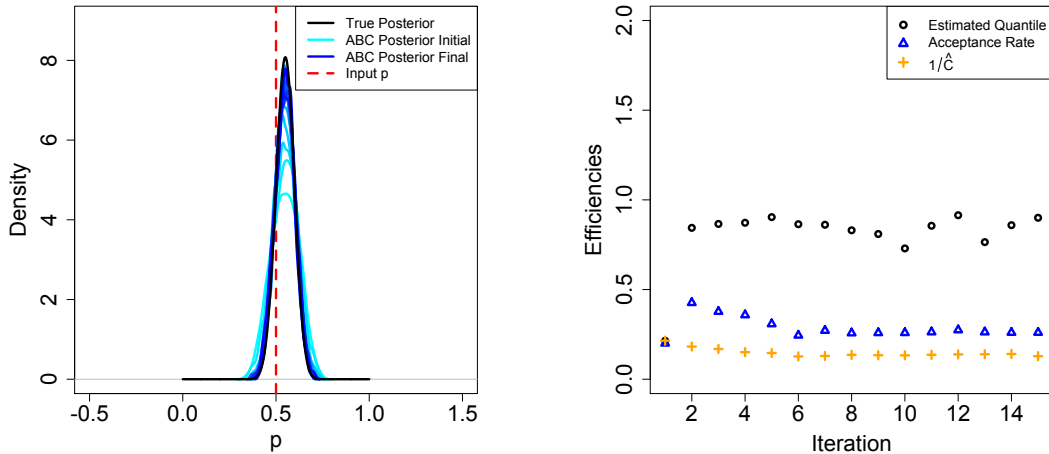 True Posterior
ABC Posterior Initial
ABC Posterior Final
Input p
Density
0 2 4 6 8
-0.5 0.0 0.5 1.0 1.5
p
Estimated Quantile
Acceptance Rate
1/Ĉ
Efficiencies
0.0 0.5 1.0 1.5 2.0
2 4 6 8 10 12 14
Iteration